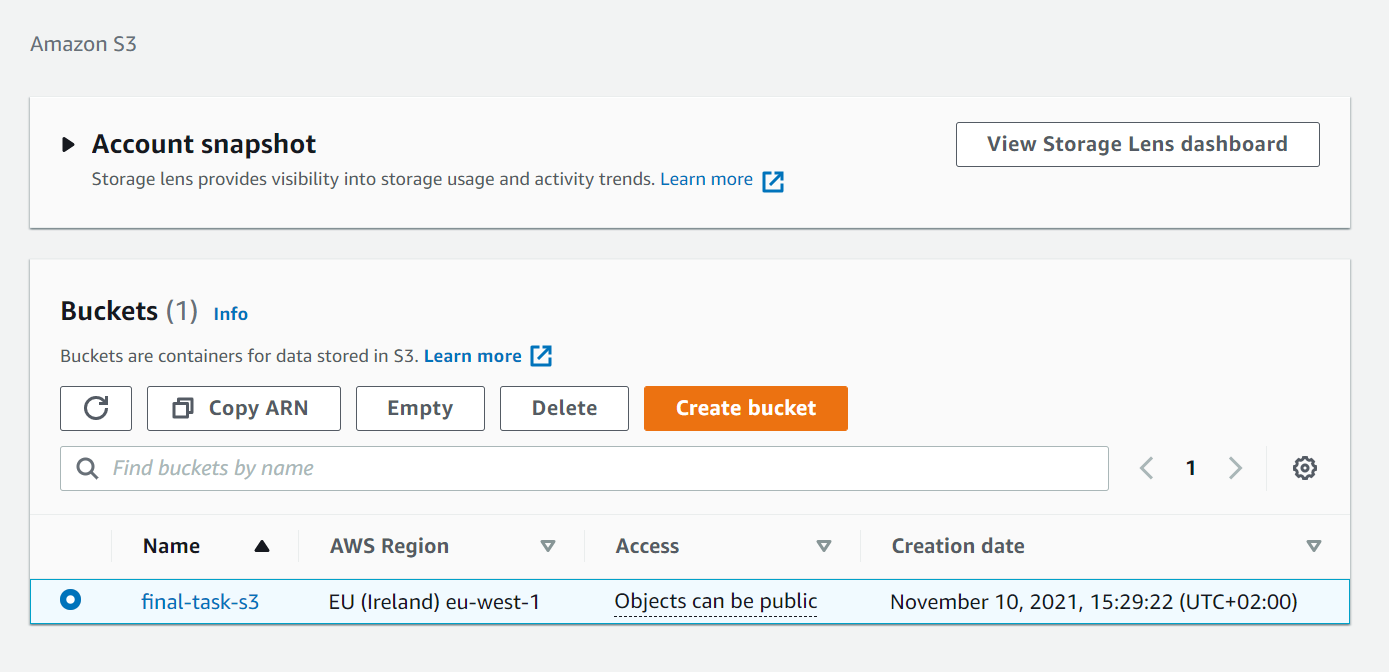 Amazon S3
Account snapshot
View Storage Lens dashboard
Storage lens provides visibility into storage usage and activity trends. Learn more
Buckets (1) Info
Buckets are containers for data stored in S3. Learn more
Copy ARN Empty Delete Create bucket
Find buckets by name 1
Name AWS Region Access Creation date
final-task-s3 EU (Ireland) eu-west-1 Objects can be public November 10, 2021, 15:29:22 (UTC+02:00)